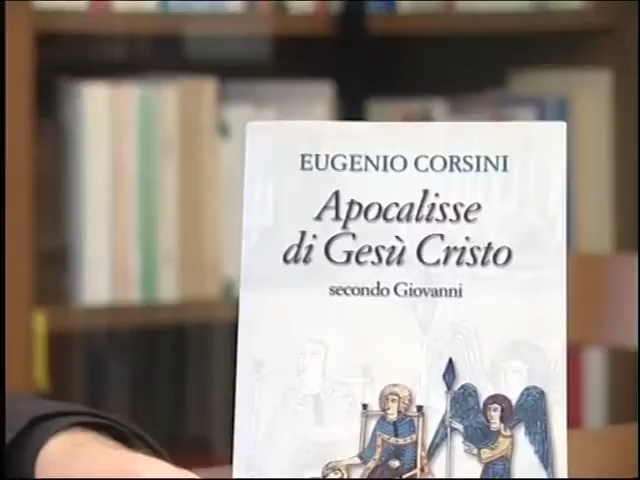 EUGENIO CORSINI
Apocalisse
di Gesù Cristo
secondo Giovanni